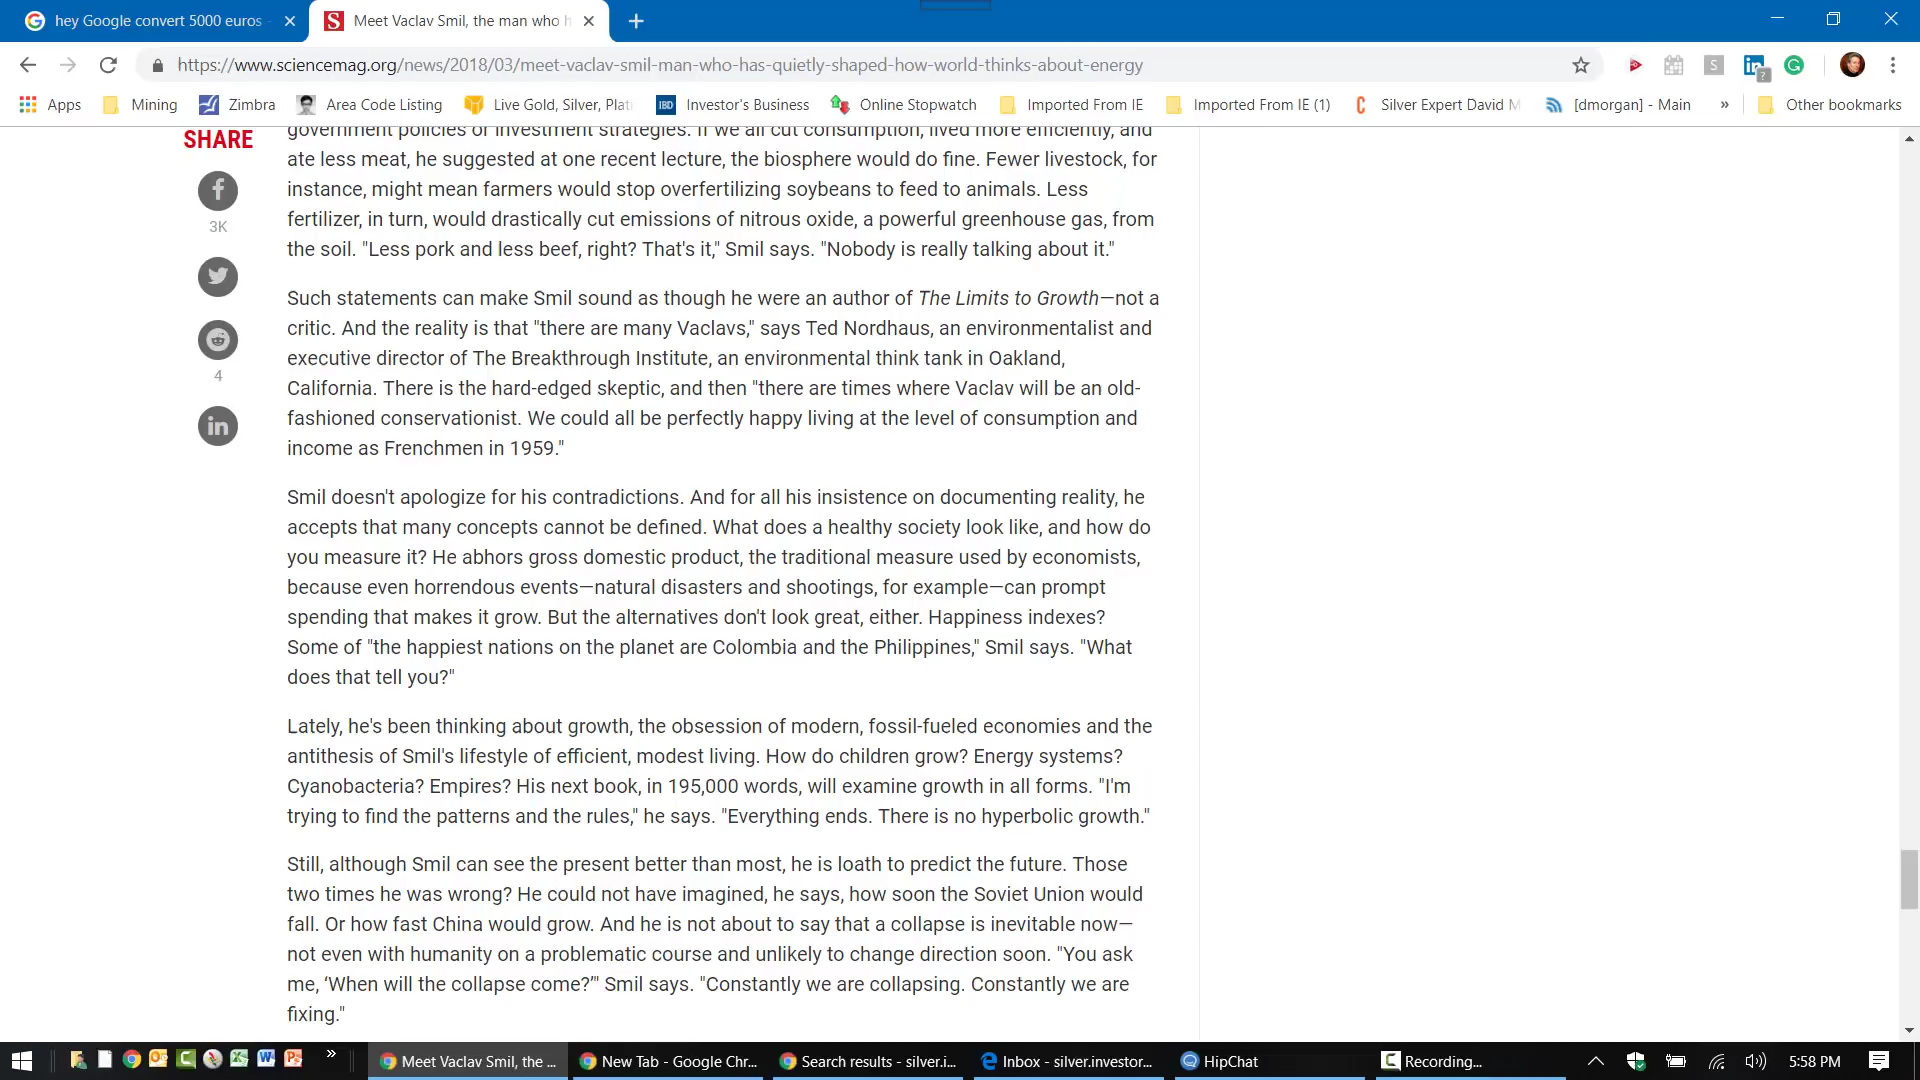 hey Google convert 5000 euros
Meet Vaclav Smil, the man who h
https://www.sciencemag.org/news/2018/03/meet-vaclav-smil-man-who-has-quietly-shaped-how-world-thinks-about-energy
Apps Mining Zimbra Area Code Listing Live Gold, Silver, Plat IBD Investor's Business Online Stopwatch Imported From IE Imported From IE (1) Silver Expert David M [dmorgan] - Main » Other bookmarks
SHARE
3K
4
government policies or investment strategies. If we all cut consumption, lived more efficiently, and
ate less meat, he suggested at one recent lecture, the biosphere would do fine. Fewer livestock, for
instance, might mean farmers would stop overfertilizing soybeans to feed to animals. Less
fertilizer, in turn, would drastically cut emissions of nitrous oxide, a powerful greenhouse gas, from
the soil. "Less pork and less beef, right? That's it," Smil says. "Nobody is really talking about it."
Such statements can make Smil sound as though he were an author of The Limits to Growth—not a
critic. And the reality is that "there are many Vaclavs," says Ted Nordhaus, an environmentalist and
executive director of The Breakthrough Institute, an environmental think tank in Oakland,
California. There is the hard-edged skeptic, and then "there are times where Vaclav will be an old-
fashioned conservationist. We could all be perfectly happy living at the level of consumption and
income as Frenchmen in 1959."
Smil doesn't apologize for his contradictions. And for all his insistence on documenting reality, he
accepts that many concepts cannot be defined. What does a healthy society look like, and how do
you measure it? He abhors gross domestic product, the traditional measure used by economists,
because even horrendous events—natural disasters and shootings, for example—can prompt
spending that makes it grow. But the alternatives don't look great, either. Happiness indexes?
Some of "the happiest nations on the planet are Colombia and the Philippines," Smil says. "What
does that tell you?"
Lately, he's been thinking about growth, the obsession of modern, fossil-fueled economies and the
antithesis of Smil's lifestyle of efficient, modest living. How do children grow? Energy systems?
Cyanobacteria? Empires? His next book, in 195,000 words, will examine growth in all forms. "I'm
trying to find the patterns and the rules," he says. "Everything ends. There is no hyperbolic growth."
Still, although Smil can see the present better than most, he is loath to predict the future. Those
two times he was wrong? He could not have imagined, he says, how soon the Soviet Union would
fall. Or how fast China would grow. And he is not about to say that a collapse is inevitable now—
not even with humanity on a problematic course and unlikely to change direction soon. "You ask
me, ‘When will the collapse come?’" Smil says. "Constantly we are collapsing. Constantly we are
fixing."
Meet Vaclav Smil, the ... New Tab - Google Chr... Search results - silver.i... Inbox - silver.investor... HipChat Recording... 5:58 PM